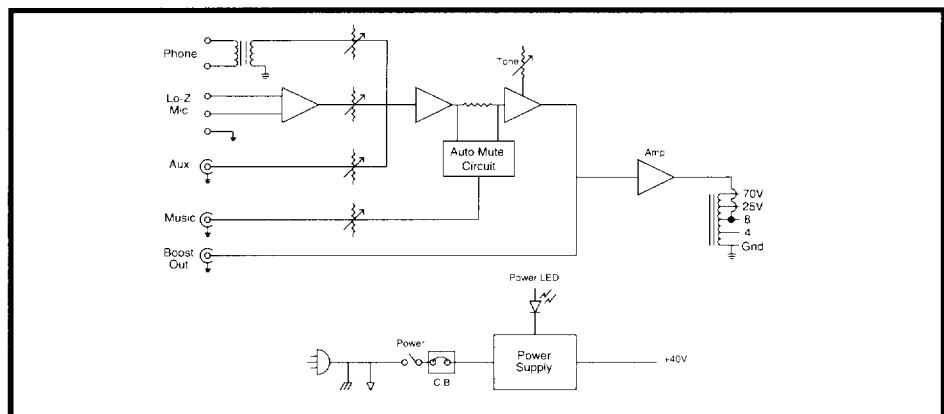 Phone
Lo-Z
Mic
Aux
Music
Boost
Out
Tone
Auto Mute
Circuit
Amp
70V
25V
8
4
Gnd
Power LED
Power
C.B
Power
Supply
+40V